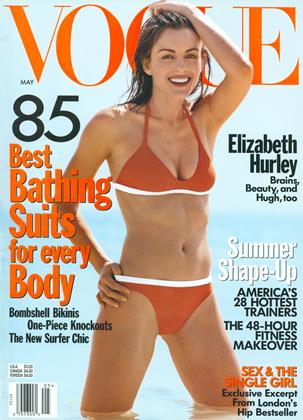 VOGUE
MAY
85
Best
Bathing
Suits
for every
Body
Bombshell Bikinis
One-Piece Knockouts
The New Surfer Chic
Elizabeth
Hurley
Brains,
Beauty, and
Hugh, too
Summer
Shape-Up
AMERICA'S
28 HOTTEST
TRAINERS
THE 48-HOUR
FITNESS
MAKEOVER
SEX & THE
SINGLE GIRL
Exclusive Excerpt
From London's
Hip Bestseller